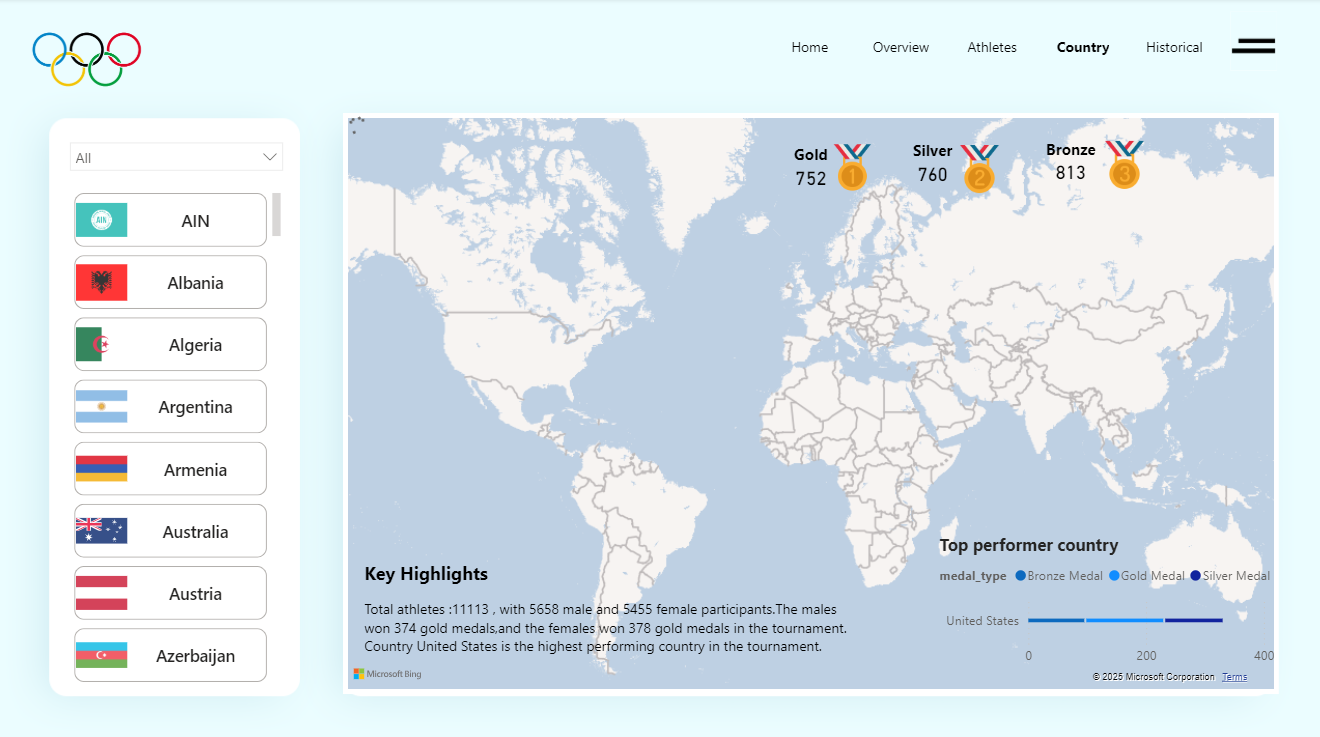 Home Overview Athletes Country Historical
All
AIN
AIN
Albania
Algeria
Argentina
Armenia
Australia
Austria
Azerbaijan
Gold
752
1
Silver
760
2
Bronze
813
3
Key Highlights
Total athletes :11113 , with 5658 male and 5455 female participants.The males
won 374 gold medals,and the females won 378 gold medals in the tournament.
Country United States is the highest performing country in the tournament.
Microsoft Bing
Top performer country
medal_type Bronze Medal Gold Medal Silver Medal
United States
0 200 400
© 2025 Microsoft Corporation Terms